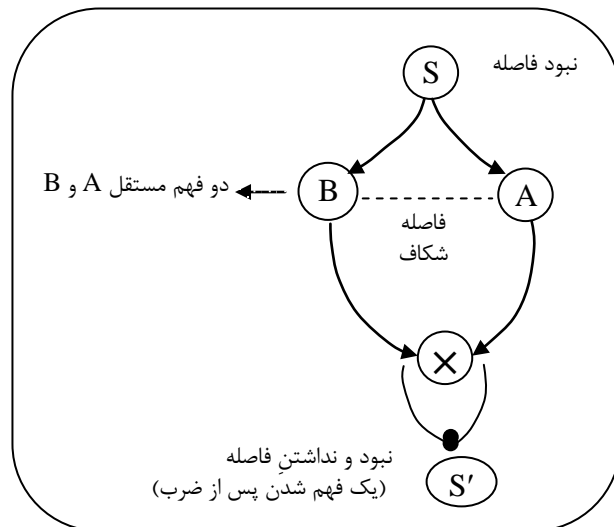 نبود فاصله
S
دو فهم مستقل A و B
B
A
فاصله
شکاف
×
نبود و نداشتنِ فاصله
(یک فهم شدن پس از ضرب)
S′